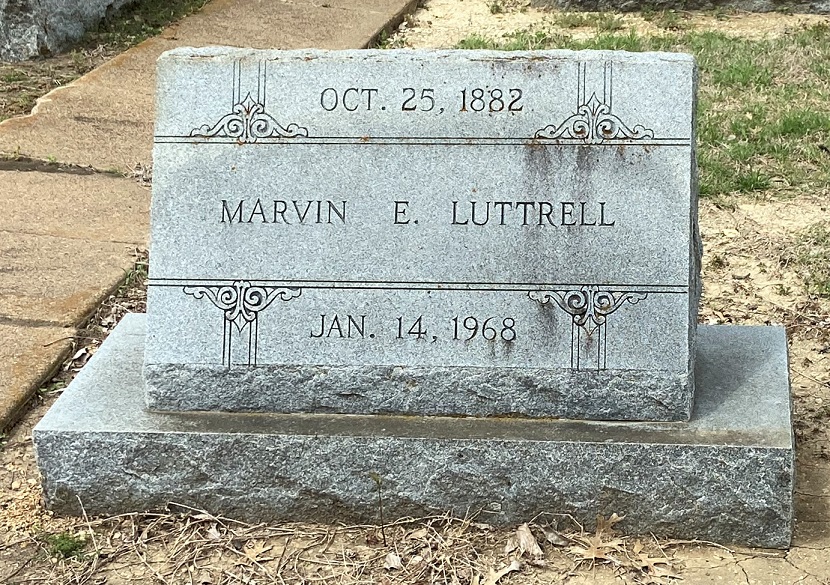 OCT. 25, 1882
MARVIN E. LUTTRELL
JAN. 14, 1968